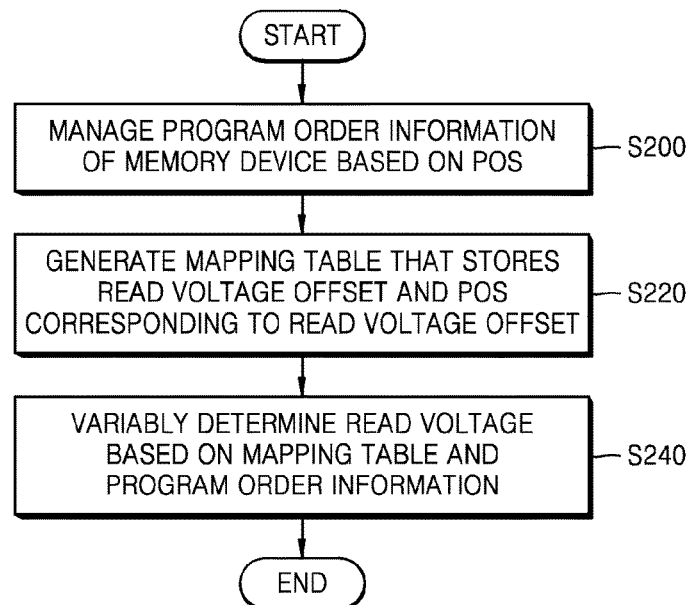 START
MANAGE PROGRAM ORDER INFORMATION
OF MEMORY DEVICE BASED ON POS
S200
GENERATE MAPPING TABLE THAT STORES
READ VOLTAGE OFFSET AND POS
CORRESPONDING TO READ VOLTAGE OFFSET
S220
VARIABLY DETERMINE READ VOLTAGE
BASED ON MAPPING TABLE AND
PROGRAM ORDER INFORMATION
S240
END